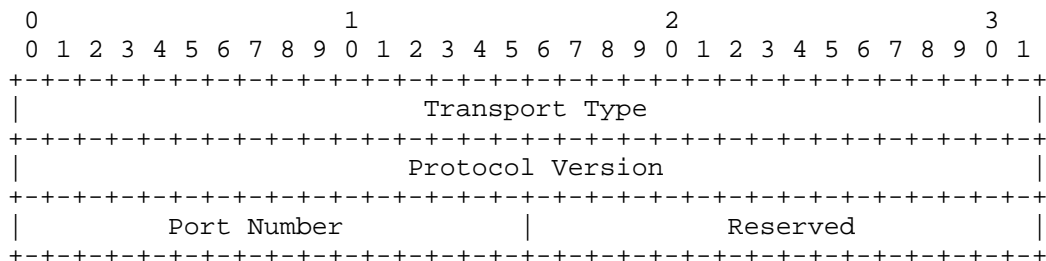 0                   1                   2                   3
 0 1 2 3 4 5 6 7 8 9 0 1 2 3 4 5 6 7 8 9 0 1 2 3 4 5 6 7 8 9 0 1
+-+-+-+-+-+-+-+-+-+-+-+-+-+-+-+-+-+-+-+-+-+-+-+-+-+-+-+-+-+-+-+-+
|                         Transport Type                        |
+-+-+-+-+-+-+-+-+-+-+-+-+-+-+-+-+-+-+-+-+-+-+-+-+-+-+-+-+-+-+-+-+
|                        Protocol Version                       |
+-+-+-+-+-+-+-+-+-+-+-+-+-+-+-+-+-+-+-+-+-+-+-+-+-+-+-+-+-+-+-+-+
|         Port Number           |            Reserved           |
+-+-+-+-+-+-+-+-+-+-+-+-+-+-+-+-+-+-+-+-+-+-+-+-+-+-+-+-+-+-+-+-+